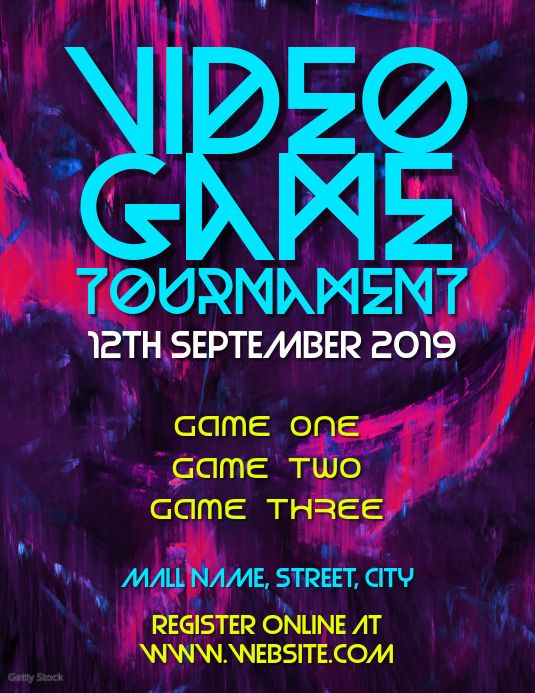 VIDEO
GAME
TOURNAMENT
12TH SEPTEMBER 2019
GAME ONE
GAME TWO
GAME THREE
MALL NAME, STREET, CITY
REGISTER ONLINE AT
WWW.WEBSITE.COM
Getty Stock